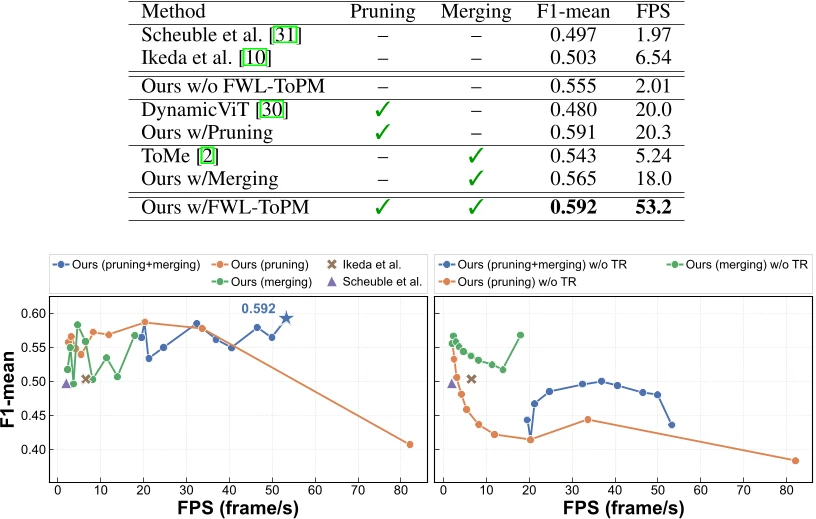 Method Pruning Merging F1-mean FPS
Scheuble et al. [31] – – 0.497 1.97
Ikeda et al. [10] – – 0.503 6.54
Ours w/o FWL-ToPM – – 0.555 2.01
DynamicViT [30] ✓ – 0.480 20.0
Ours w/Pruning ✓ – 0.591 20.3
ToMe [2] – ✓ 0.543 5.24
Ours w/Merging – ✓ 0.565 18.0
Ours w/FWL-ToPM ✓ ✓ 0.592 53.2
Ours (pruning+merging) Ours (pruning) Ikeda et al.
Ours (merging) Scheuble et al.
Ours (pruning+merging) w/o TR Ours (merging) w/o TR
Ours (pruning) w/o TR
F1-mean
0.60
0.55
0.50
0.45
0.40
0.592
0 10 20 30 40 50 60 70 80
FPS (frame/s)
0 10 20 30 40 50 60 70 80
FPS (frame/s)